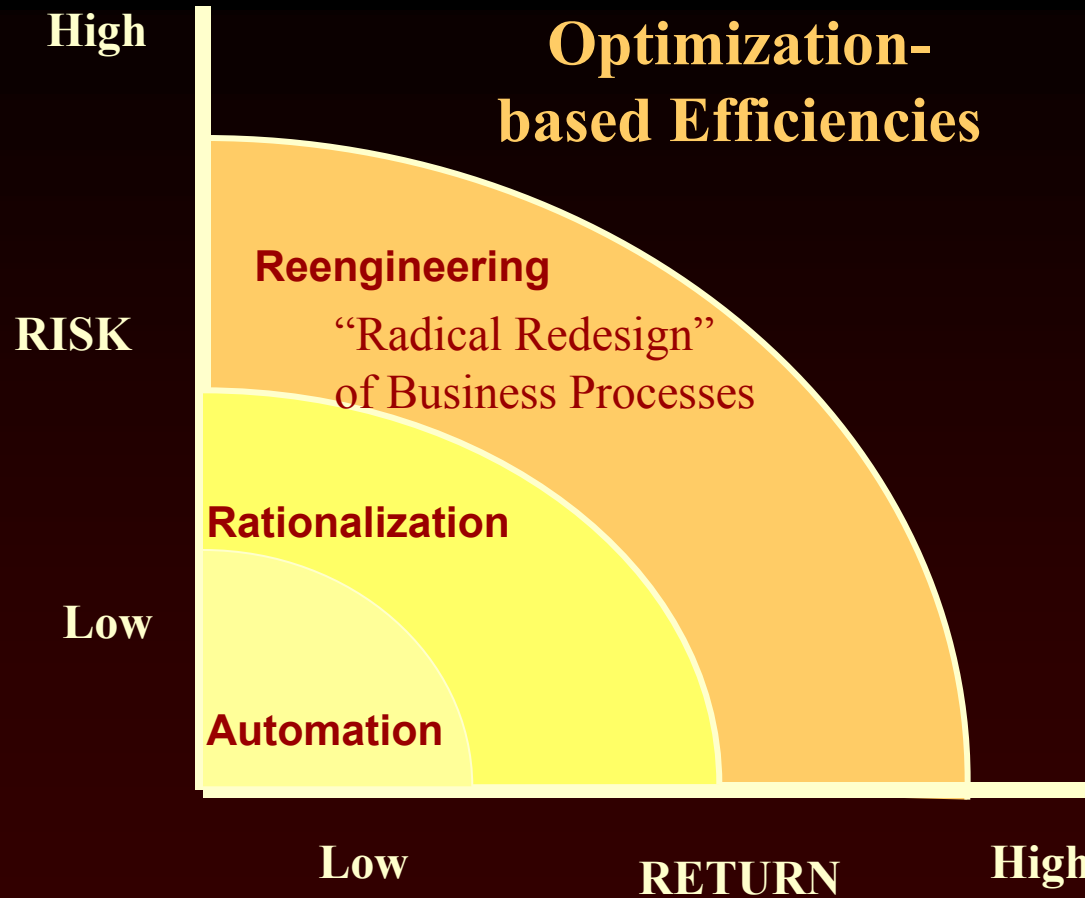 High
Optimization-
based Efficiencies
Reengineering
“Radical Redesign”
of Business Processes
RISK
Rationalization
Low
Automation
Low
RETURN
High